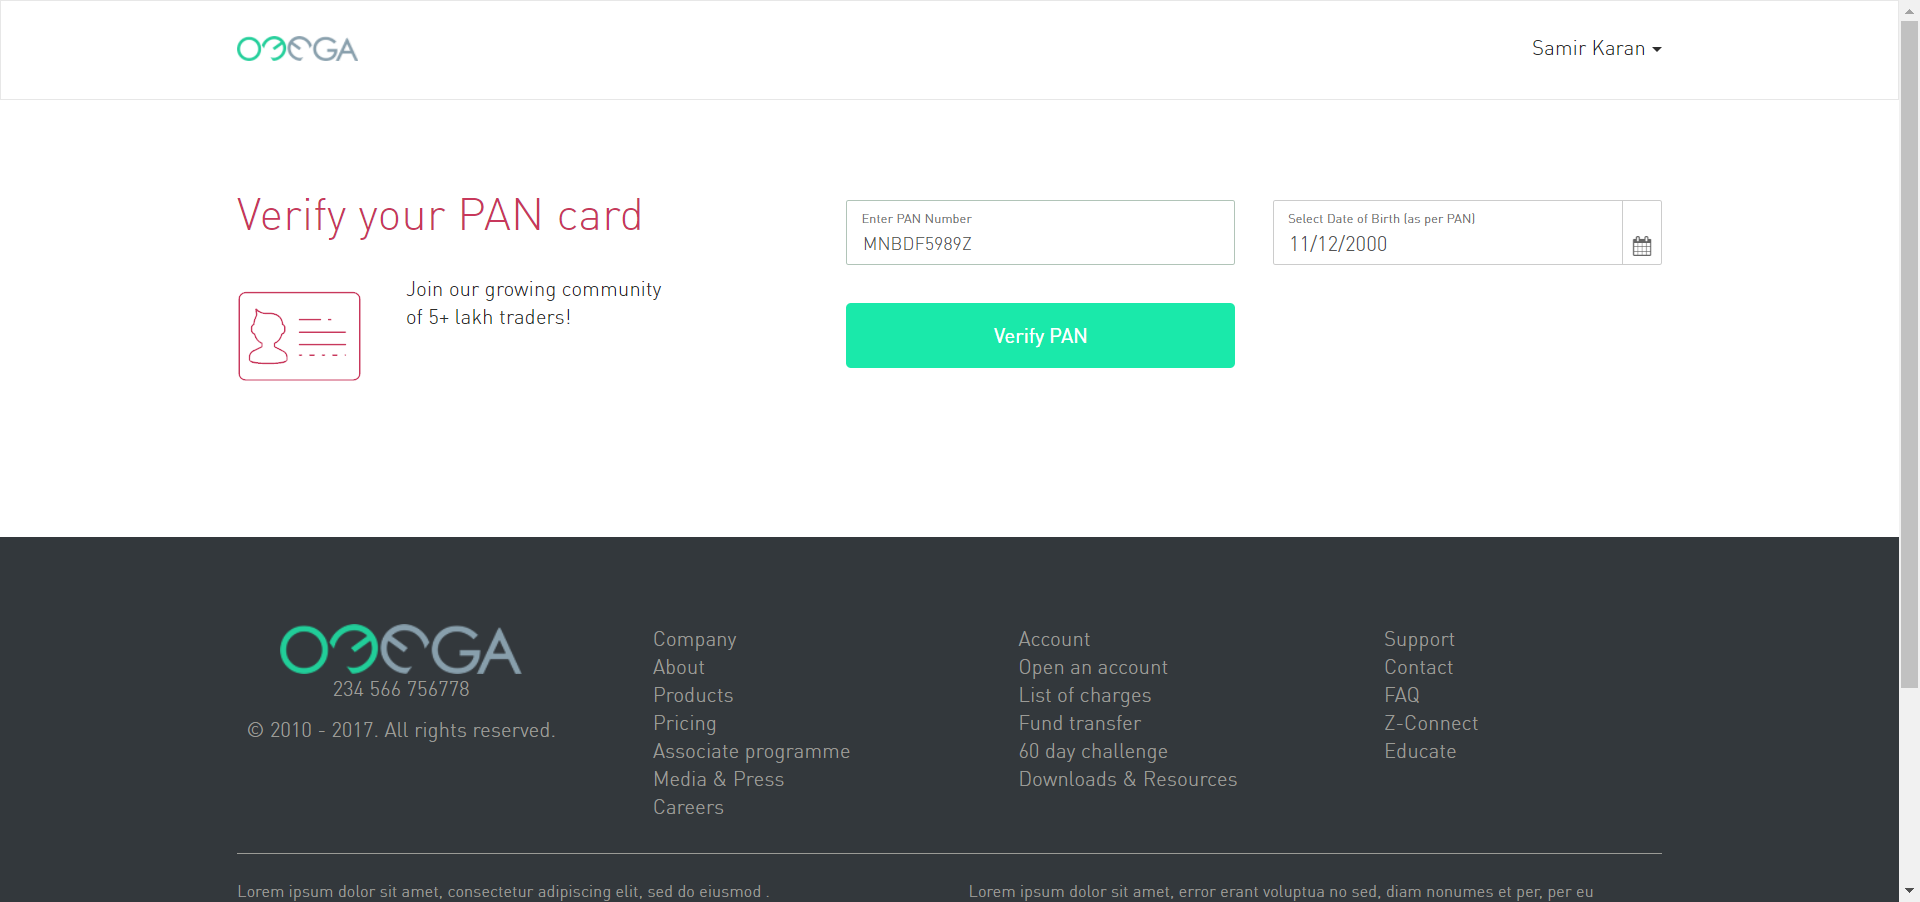 OMEGA
Samir Karan
Verify your PAN card
Join our growing community
of 5+ lakh traders!
Enter PAN Number
MNBDF5989Z
Select Date of Birth (as per PAN)
11/12/2000
Verify PAN
OMEGA
234 566 756778
© 2010 - 2017. All rights reserved.
Company
About
Products
Pricing
Associate programme
Media & Press
Careers
Account
Open an account
List of charges
Fund transfer
60 day challenge
Downloads & Resources
Support
Contact
FAQ
Z-Connect
Educate
Lorem ipsum dolor sit amet, consectetur adipiscing elit, sed do eiusmod .
Lorem ipsum dolor sit amet, error erant voluptua no sed, diam nonumes et per, per eu